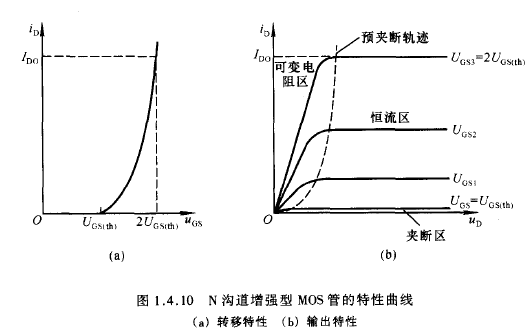 i_D
I_DO
O
U_GS(th)
2U_GS(th)
u_GS
(a)
i_D
预夹断轨迹
I_DO
可变电
阻区
U_GS3=2U_GS(th)
恒流区
U_GS2
U_GS1
U_GS=U_GS(th)
O
u_D
夹断区
(b)
图 1.4.10 N 沟道增强型 MOS 管的特性曲线
(a) 转移特性 (b) 输出特性